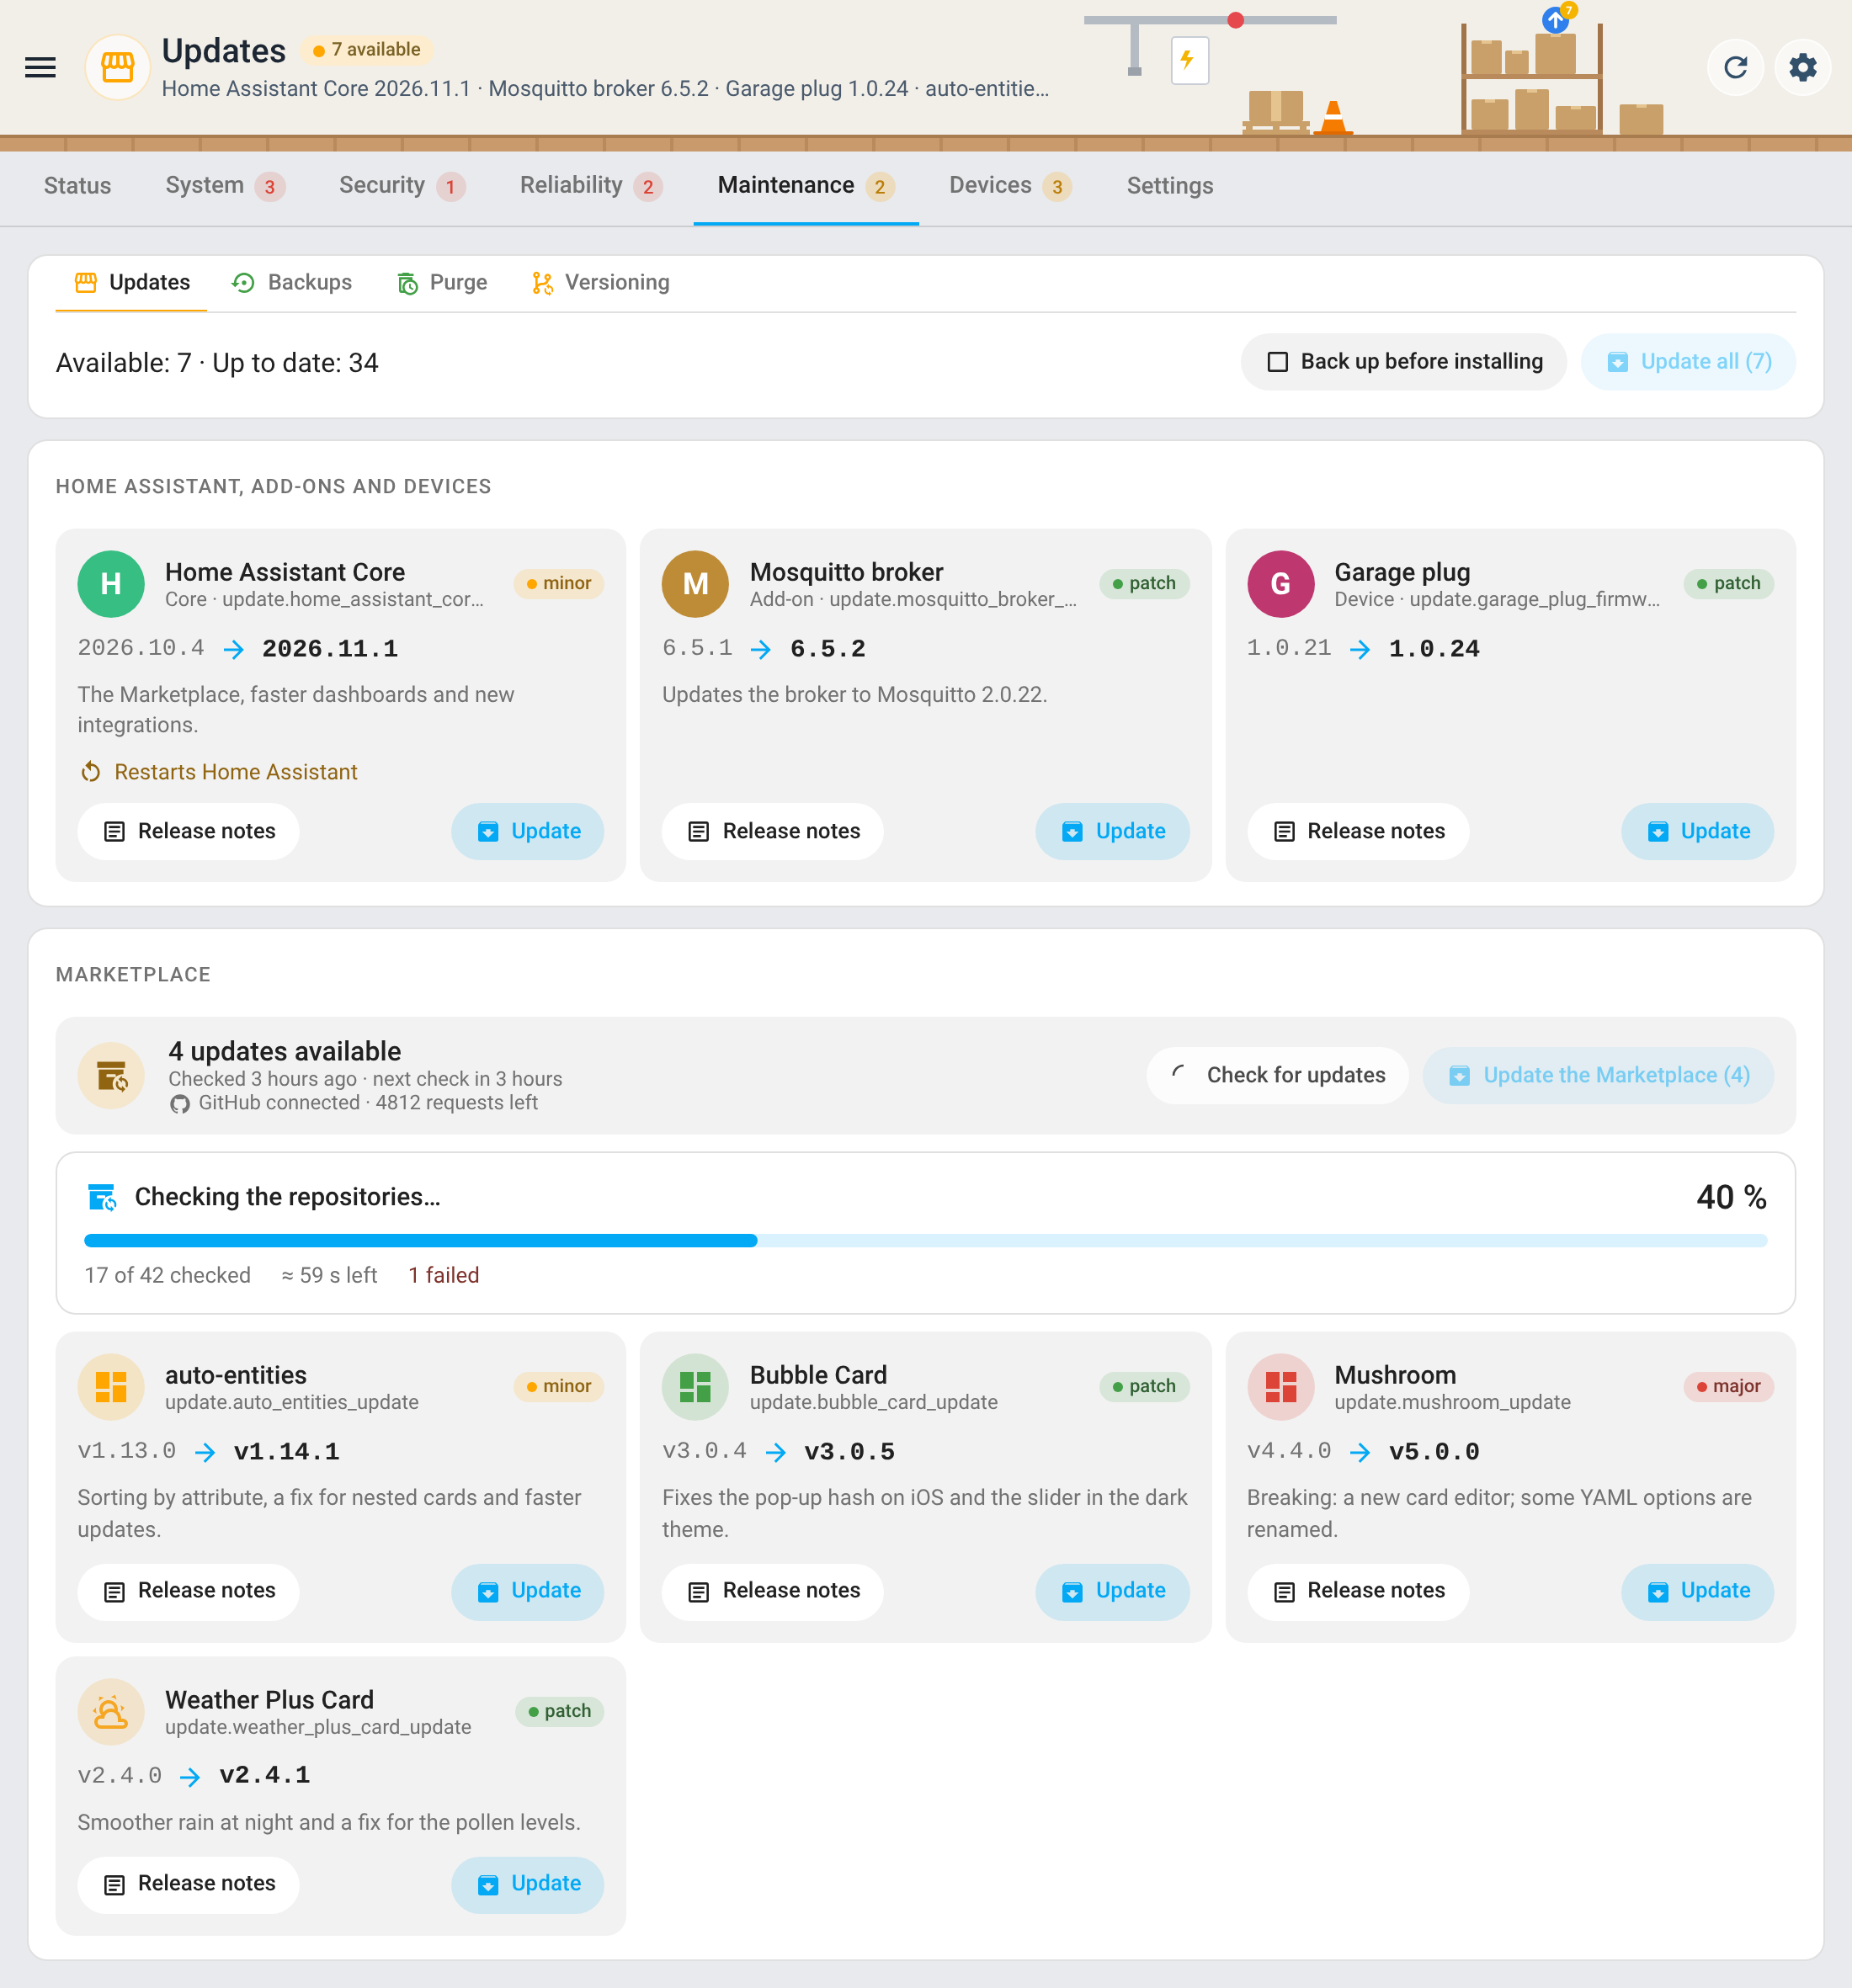 Updates
7 available
Home Assistant Core 2026.11.1 · Mosquitto broker 6.5.2 · Garage plug 1.0.24 · auto-entitie…
7
Status
System 3
Security 1
Reliability 2
Maintenance 2
Devices 3
Settings
Updates
Backups
Purge
Versioning
Available: 7 · Up to date: 34
Back up before installing
Update all (7)
HOME ASSISTANT, ADD-ONS AND DEVICES
H
Home Assistant Core
Core · update.home_assistant_cor…
minor
2026.10.4 → 2026.11.1
The Marketplace, faster dashboards and new
integrations.
Restarts Home Assistant
Release notes
Update
M
Mosquitto broker
Add-on · update.mosquitto_broker_…
patch
6.5.1 → 6.5.2
Updates the broker to Mosquitto 2.0.22.
Release notes
Update
G
Garage plug
Device · update.garage_plug_firmw…
patch
1.0.21 → 1.0.24
Release notes
Update
MARKETPLACE
4 updates available
Checked 3 hours ago · next check in 3 hours
GitHub connected · 4812 requests left
Check for updates
Update the Marketplace (4)
Checking the repositories…
40 %
17 of 42 checked
≈ 59 s left
1 failed
auto-entities
update.auto_entities_update
minor
v1.13.0 → v1.14.1
Sorting by attribute, a fix for nested cards and faster
updates.
Release notes
Update
Bubble Card
update.bubble_card_update
patch
v3.0.4 → v3.0.5
Fixes the pop-up hash on iOS and the slider in the dark
theme.
Release notes
Update
Mushroom
update.mushroom_update
major
v4.4.0 → v5.0.0
Breaking: a new card editor; some YAML options are
renamed.
Release notes
Update
Weather Plus Card
update.weather_plus_card_update
patch
v2.4.0 → v2.4.1
Smoother rain at night and a fix for the pollen levels.
Release notes
Update